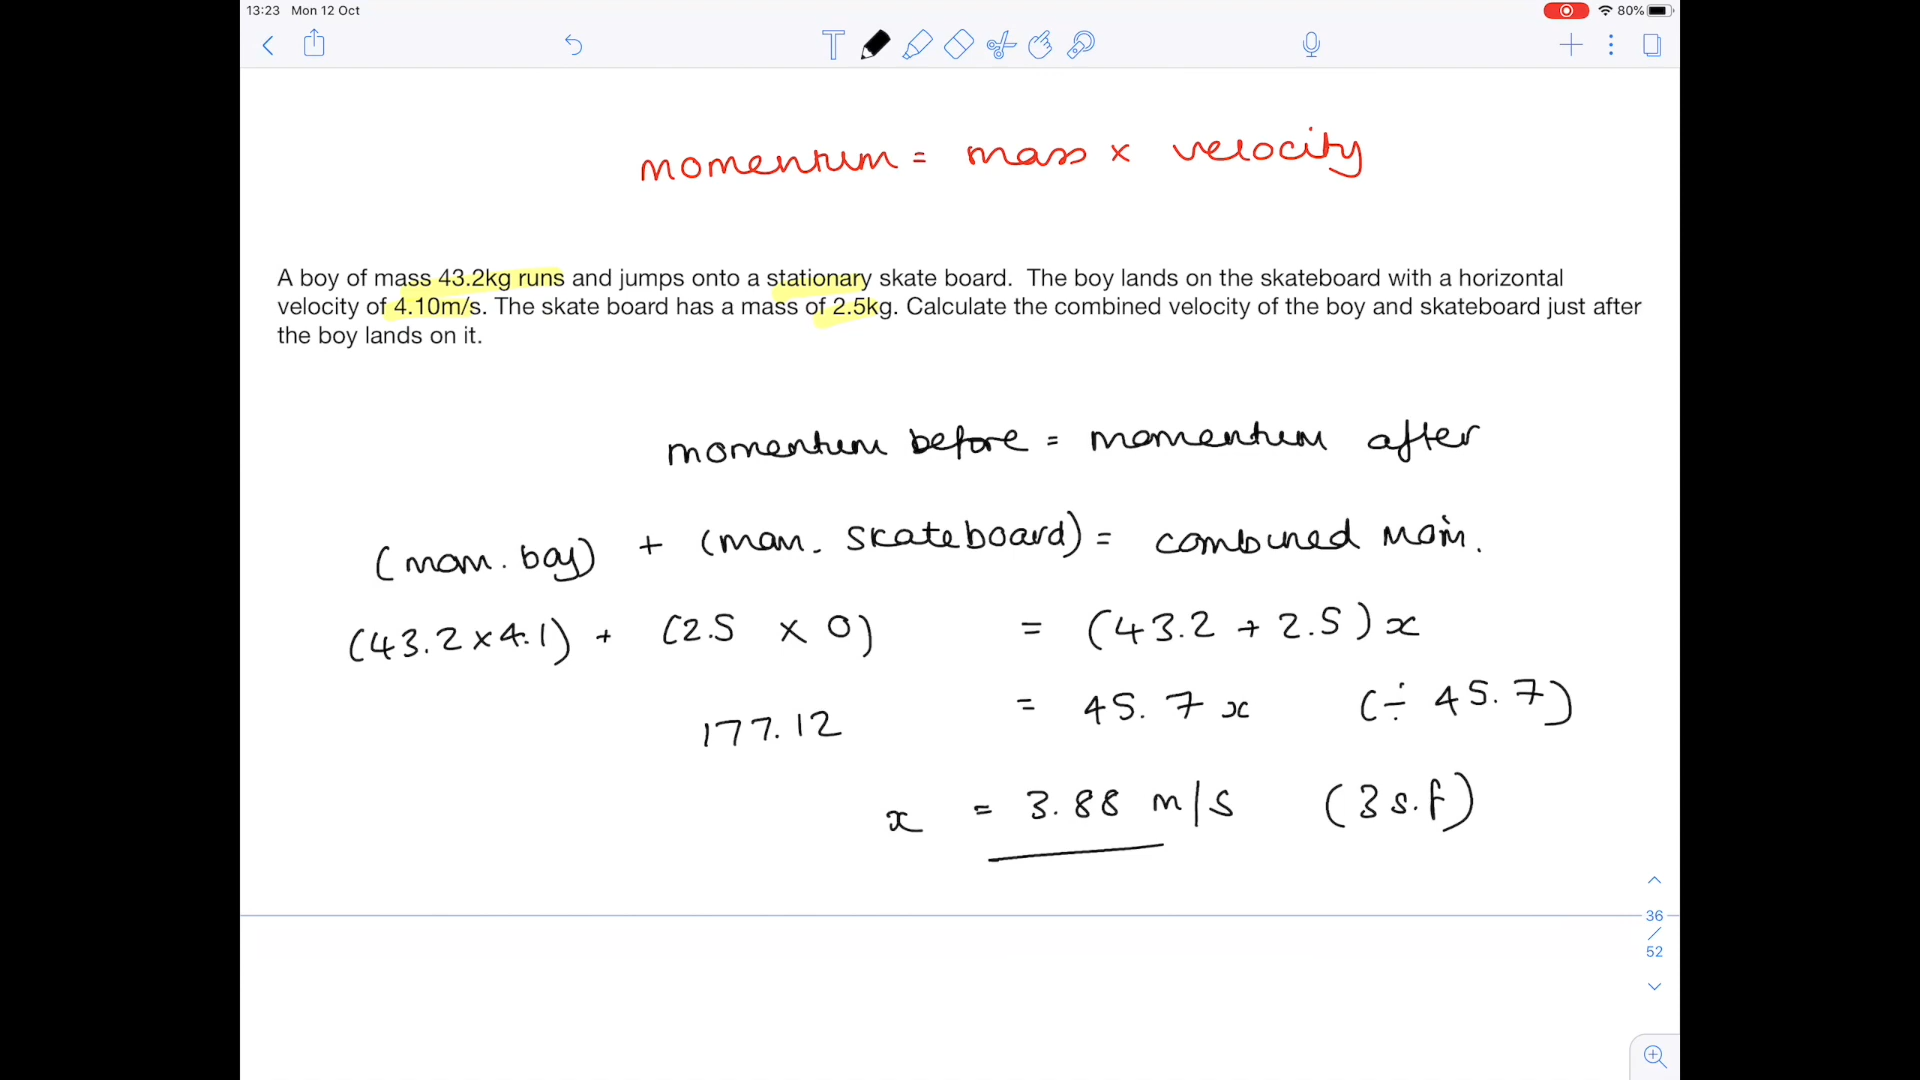 13:23 Mon 12 Oct 80%
T
momentum = mass x velocity
A boy of mass 43.2kg runs and jumps onto a stationary skate board. The boy lands on the skateboard with a horizontal
velocity of 4.10m/s. The skate board has a mass of 2.5kg. Calculate the combined velocity of the boy and skateboard just after
the boy lands on it.
momentum before = momentum after
(mom. boy) + (mom. skateboard) = combined mom.
(43.2 x 4.1) + (2.5 x 0) = (43.2 + 2.5) x
177.12 = 45.7 x (÷ 45.7)
x = 3.88 m/s (3 s.f)
36
/
52